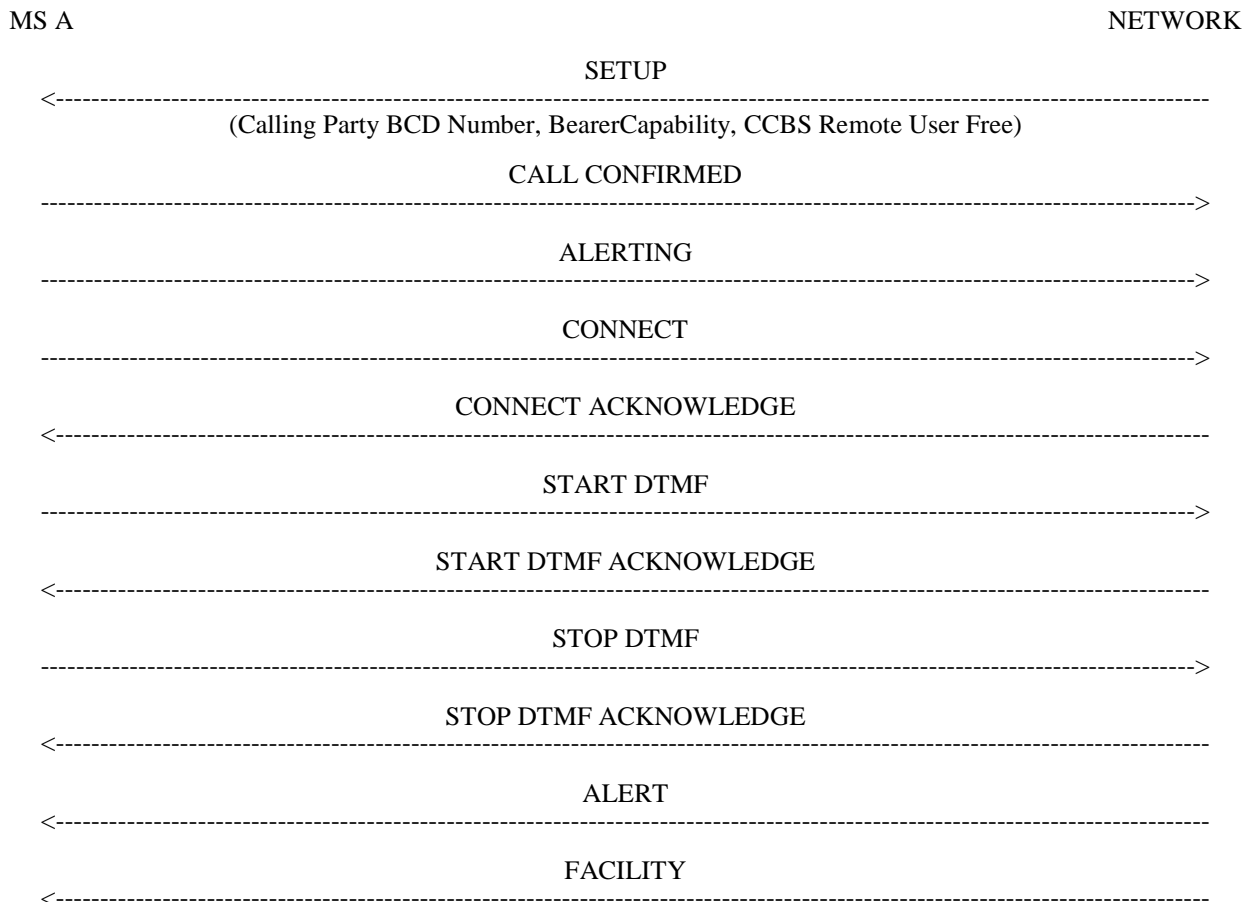 MS A NETWORK
SETUP
<------------------------------------------------------------------------------------------------------------------------------------
(Calling Party BCD Number, BearerCapability, CCBS Remote User Free)
CALL CONFIRMED
------------------------------------------------------------------------------------------------------------------------------------>
ALERTING
------------------------------------------------------------------------------------------------------------------------------------>
CONNECT
------------------------------------------------------------------------------------------------------------------------------------>
CONNECT ACKNOWLEDGE
<------------------------------------------------------------------------------------------------------------------------------------
START DTMF
------------------------------------------------------------------------------------------------------------------------------------>
START DTMF ACKNOWLEDGE
<------------------------------------------------------------------------------------------------------------------------------------
STOP DTMF
------------------------------------------------------------------------------------------------------------------------------------>
STOP DTMF ACKNOWLEDGE
<------------------------------------------------------------------------------------------------------------------------------------
ALERT
<------------------------------------------------------------------------------------------------------------------------------------
FACILITY
<------------------------------------------------------------------------------------------------------------------------------------